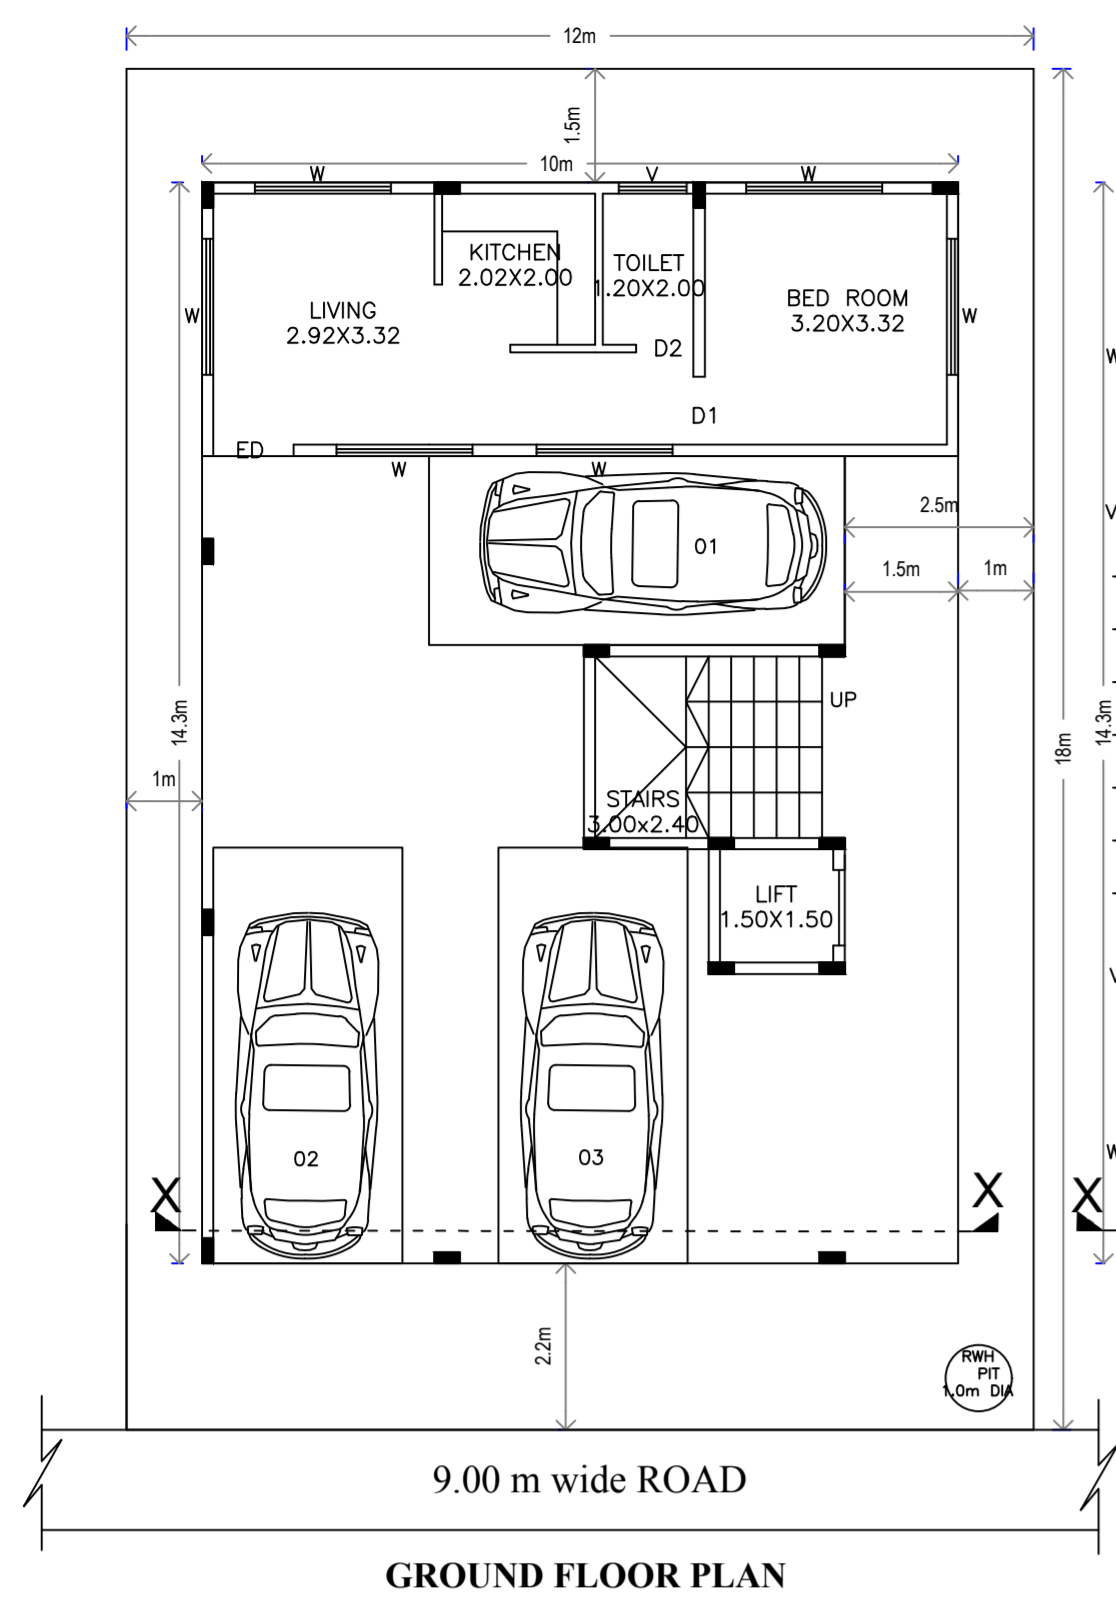 12m
1.5m
10m
W
V
W
KITCHEN
2.02X2.00
TOILET
1.20X2.00
BED ROOM
3.20X3.32
LIVING
2.92X3.32
W
W
W
D2
D1
ED
W
W
2.5m
V
01
1.5m
1m
14.3m
UP
14.3m
18m
1m
STAIRS
3.00x2.40
LIFT
1.50X1.50
V
02
03
W
X
X
X
2.2m
RWH
PIT
1.0m DIA
9.00 m wide ROAD
GROUND FLOOR PLAN